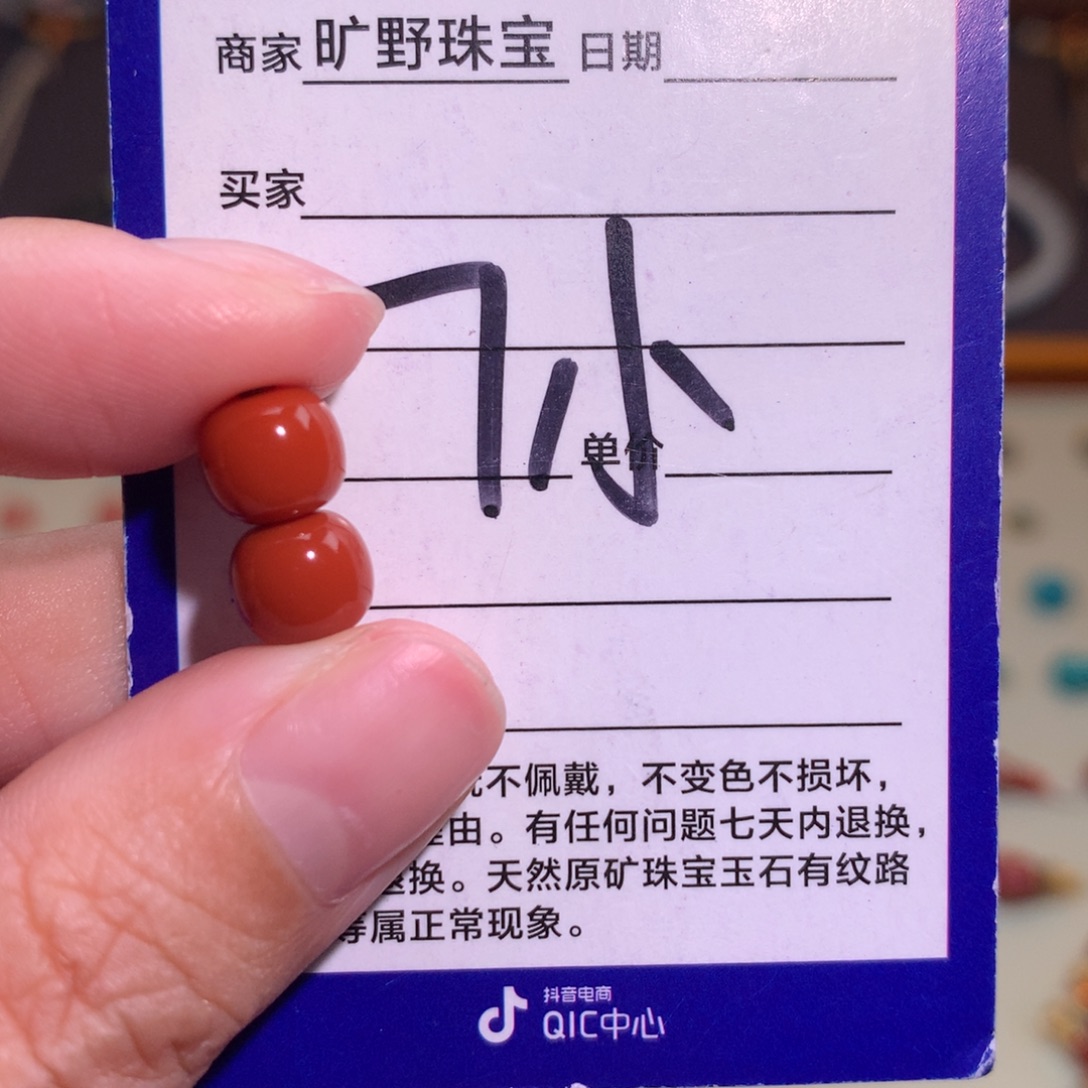 商家 旷野珠宝 日期
买家
单价
不佩戴，不变色不损坏，
由。有任何问题七天内退换，
退换。天然原矿珠宝玉石有纹路
等属正常现象。
抖音电商
QIC中心